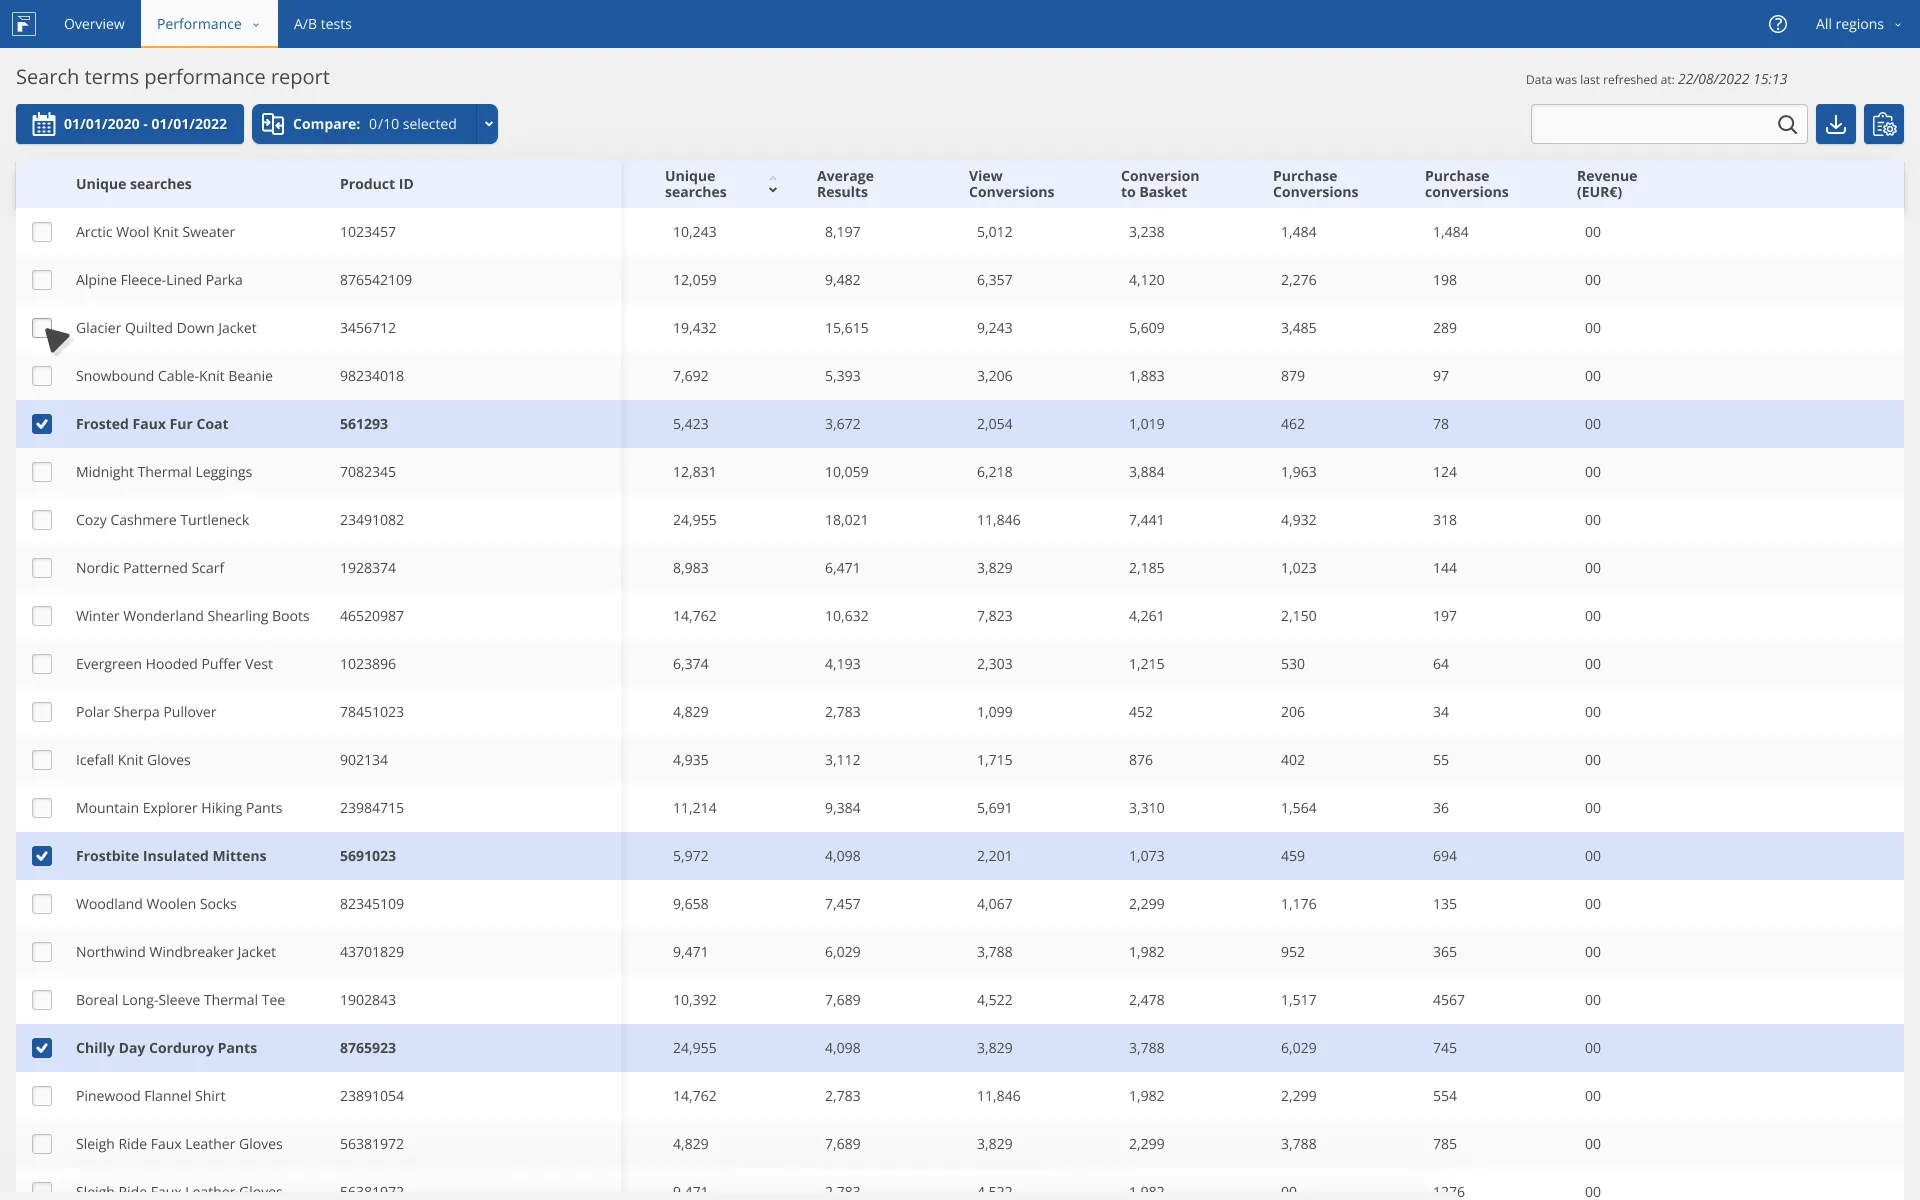 Overview Performance A/B tests All regions
Search terms performance report
Data was last refreshed at: 22/08/2022 15:13
01/01/2020 - 01/01/2022 Compare: 0/10 selected
Unique searches Product ID Unique searches Average Results View Conversions Conversion to Basket Purchase Conversions Purchase conversions Revenue (EUR€)
Arctic Wool Knit Sweater 1023457 10,243 8,197 5,012 3,238 1,484 1,484 00
Alpine Fleece-Lined Parka 876542109 12,059 9,482 6,357 4,120 2,276 198 00
Glacier Quilted Down Jacket 3456712 19,432 15,615 9,243 5,609 3,485 289 00
Snowbound Cable-Knit Beanie 98234018 7,692 5,393 3,206 1,883 879 97 00
Frosted Faux Fur Coat 561293 5,423 3,672 2,054 1,019 462 78 00
Midnight Thermal Leggings 7082345 12,831 10,059 6,218 3,884 1,963 124 00
Cozy Cashmere Turtleneck 23491082 24,955 18,021 11,846 7,441 4,932 318 00
Nordic Patterned Scarf 1928374 8,983 6,471 3,829 2,185 1,023 144 00
Winter Wonderland Shearling Boots 46520987 14,762 10,632 7,823 4,261 2,150 197 00
Evergreen Hooded Puffer Vest 1023896 6,374 4,193 2,303 1,215 530 64 00
Polar Sherpa Pullover 78451023 4,829 2,783 1,099 452 206 34 00
Icefall Knit Gloves 902134 4,935 3,112 1,715 876 402 55 00
Mountain Explorer Hiking Pants 23984715 11,214 9,384 5,691 3,310 1,564 36 00
Frostbite Insulated Mittens 5691023 5,972 4,098 2,201 1,073 459 694 00
Woodland Woolen Socks 82345109 9,658 7,457 4,067 2,299 1,176 135 00
Northwind Windbreaker Jacket 43701829 9,471 6,029 3,788 1,982 952 365 00
Boreal Long-Sleeve Thermal Tee 1902843 10,392 7,689 4,522 2,478 1,517 4567 00
Chilly Day Corduroy Pants 8765923 24,955 4,098 3,829 3,788 6,029 745 00
Pinewood Flannel Shirt 23891054 14,762 2,783 11,846 1,982 2,299 554 00
Sleigh Ride Faux Leather Gloves 56381972 4,829 7,689 3,829 2,299 3,788 785 00
Sleigh Ride Faux Leather Gloves 56381972 9,471 2,783 4,522 1,982 00 1276 00